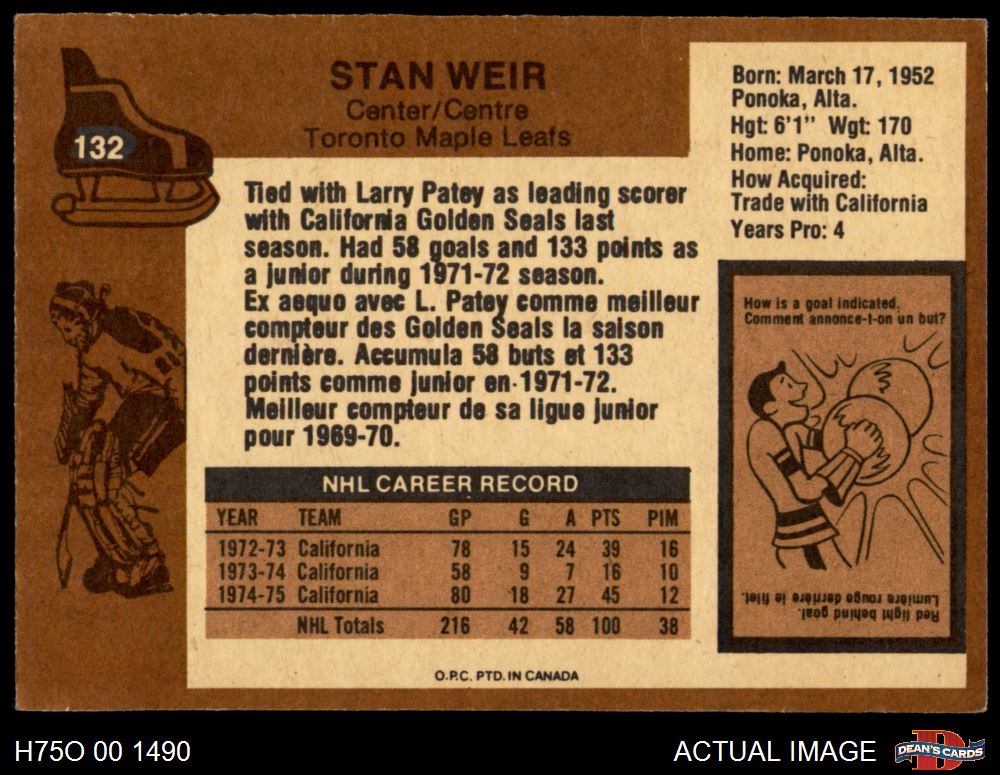 STAN WEIR
Center/Centre
Toronto Maple Leafs
132
Born: March 17, 1952
Ponoka, Alta.
Hgt: 6'1" Wgt: 170
Home: Ponoka, Alta.
How Acquired:
Trade with California
Years Pro: 4
Tied with Larry Patey as leading scorer
with California Golden Seals last
season. Had 58 goals and 133 points as
a junior during 1971-72 season.
Ex aequo avec L. Patey comme meilleur
compteur des Golden Seals la saison
dernière. Accumula 58 buts et 133
points comme junior en 1971-72.
Meilleur compteur de sa ligue junior
pour 1969-70.
How is a goal indicated.
Comment annonce-t-on un but?
Red light behind goal.
Lumière rouge derrière le filet.
NHL CAREER RECORD
YEAR TEAM GP G A PTS PIM
1972-73 California 78 15 24 39 16
1973-74 California 58 9 7 16 10
1974-75 California 80 18 27 45 12
NHL Totals 216 42 58 100 38
O.P.C. PTD. IN CANADA
H75O 00 1490
ACTUAL IMAGE
D
DEAN'S CARDS